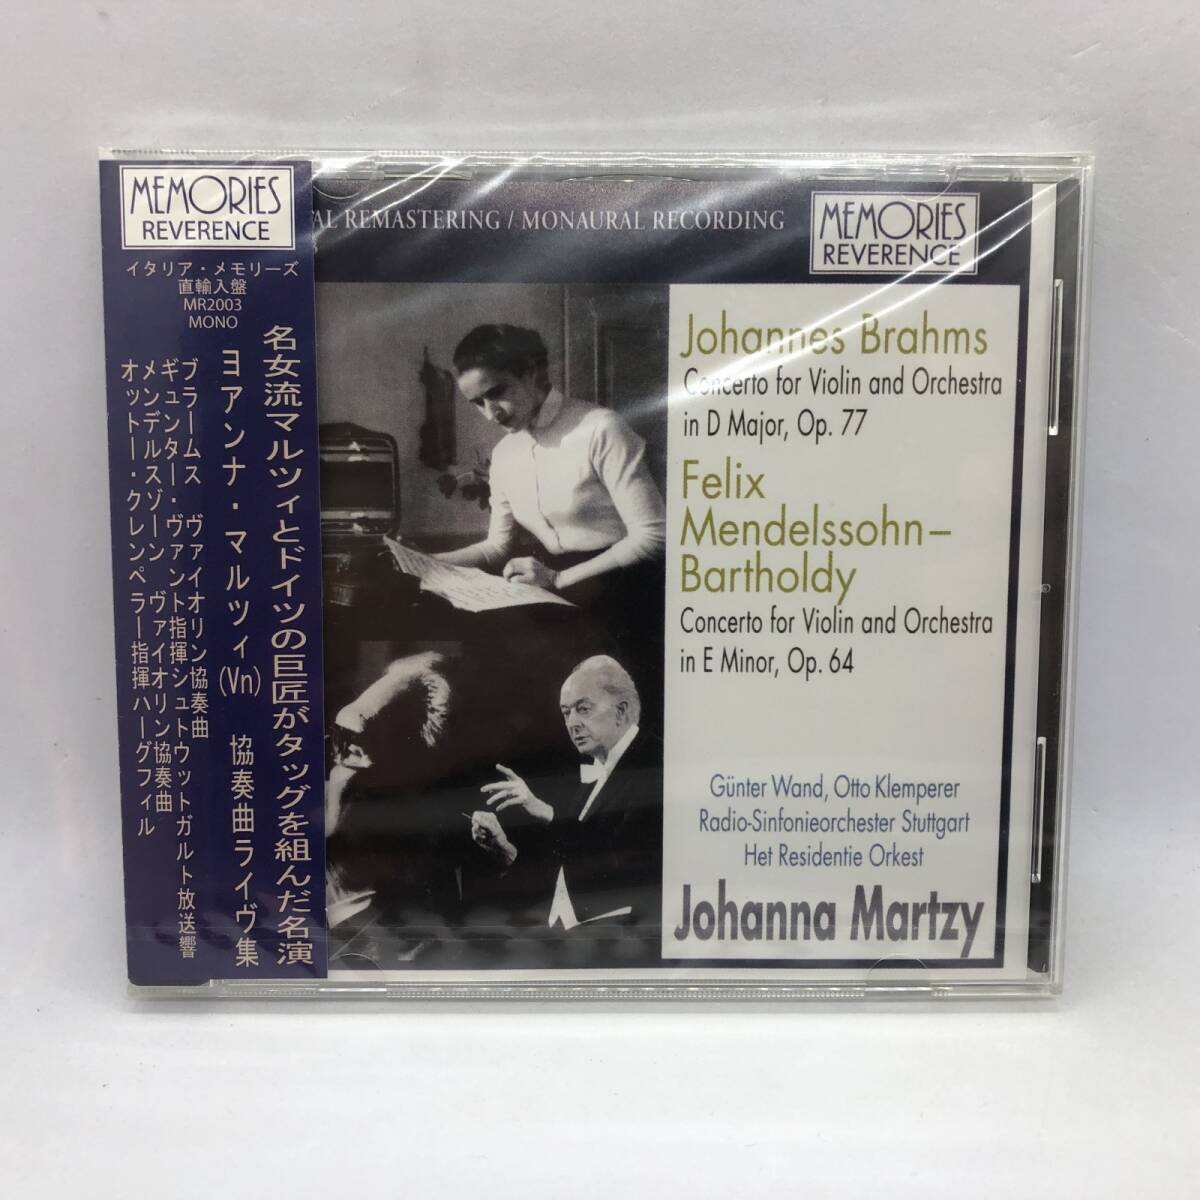 MEMORIES
REVERENCE
イタリア・メモリーズ
直輸入盤
MR2003
MONO
名女流マルツィとドイツの巨匠がタッグを組んだ名演
ヨアンナ・マルツィ(Vn) 協奏曲ライヴ集
ブラームス ヴァイオリン協奏曲
ギュンター・ヴァント指揮シュトウットガルト放送響
メンデルスゾーン ヴァイオリン協奏曲
オットー・クレンペラー指揮ハーグフィル
TAL REMASTERING / MONAURAL RECORDING
MEMORIES
REVERENCE
Johannes Brahms
Concerto for Violin and Orchestra
in D Major, Op. 77
Felix
Mendelssohn–
Bartholdy
Concerto for Violin and Orchestra
in E Minor, Op. 64
Günter Wand, Otto Klemperer
Radio-Sinfonieorchester Stuttgart
Het Residentie Orkest
Johanna Martzy